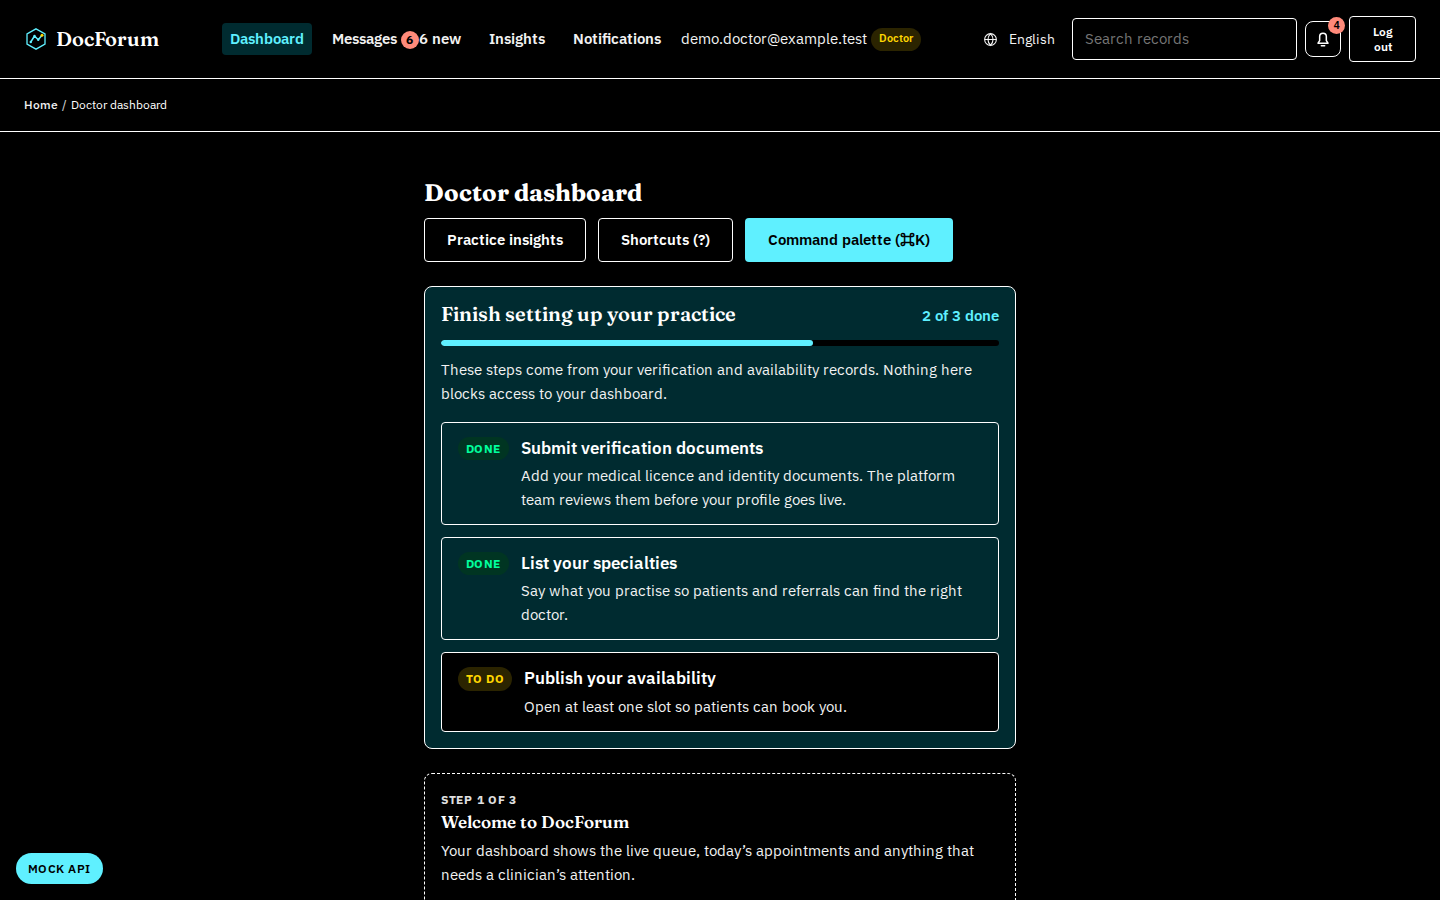 DocForum
Dashboard
Messages 6 6 new
Insights
Notifications
demo.doctor@example.test Doctor
English
Search records
4
Log out
Home / Doctor dashboard
Doctor dashboard
Practice insights
Shortcuts (?)
Command palette (⌘K)
Finish setting up your practice
2 of 3 done
These steps come from your verification and availability records. Nothing here
blocks access to your dashboard.
DONE
Submit verification documents
Add your medical licence and identity documents. The platform
team reviews them before your profile goes live.
DONE
List your specialties
Say what you practise so patients and referrals can find the right
doctor.
TO DO
Publish your availability
Open at least one slot so patients can book you.
STEP 1 OF 3
Welcome to DocForum
Your dashboard shows the live queue, today’s appointments and anything that
needs a clinician’s attention.
MOCK API